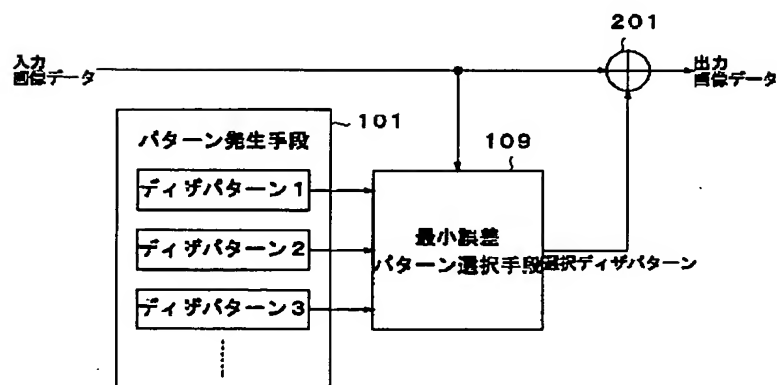 201
入力
画像データ
出力
画像データ
101
パターン発生手段
109
ディザパターン1
ディザパターン2
最小誤差
パターン選択手段
選択ディザパターン
ディザパターン3